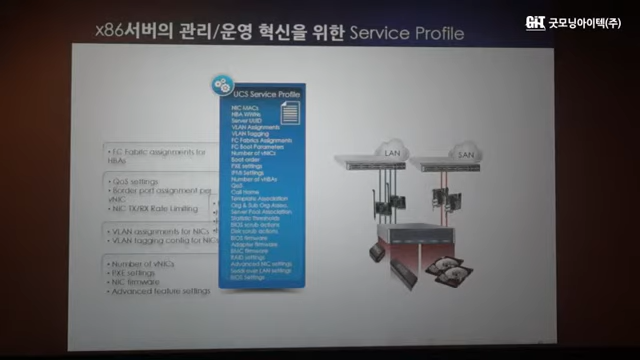 x86서버의 관리/운영 혁신을 위한 Service Profile
GIT 굿모닝아이텍(주)
UCS Service Profile
NIC MACs
HBA WWNs
Server UUID
VLAN Assignments
VLAN Tagging
FC Fabrics Assignments
FC Boot Parameters
Number of vNICs
Boot order
PXE settings
IPMI Settings
Number of vHBAs
QoS
Call Home
Template Association
Org & Sub Org Assoc.
Server Pool Association
Statistic Thresholds
BIOS scrub actions
Disk scrub actions
BIOS firmware
Adapter firmware
BMC firmware
RAID settings
Advanced NIC settings
Serial over LAN settings
BIOS Settings
• FC Fabric assignments for
HBAs
• QoS settings
• Border port assignment per
vNIC
• NIC TX/RX Rate Limiting
• VLAN assignments for NICs
• VLAN tagging config for NICs
• Number of vNICs
• PXE settings
• NIC firmware
• Advanced feature settings
LAN
SAN